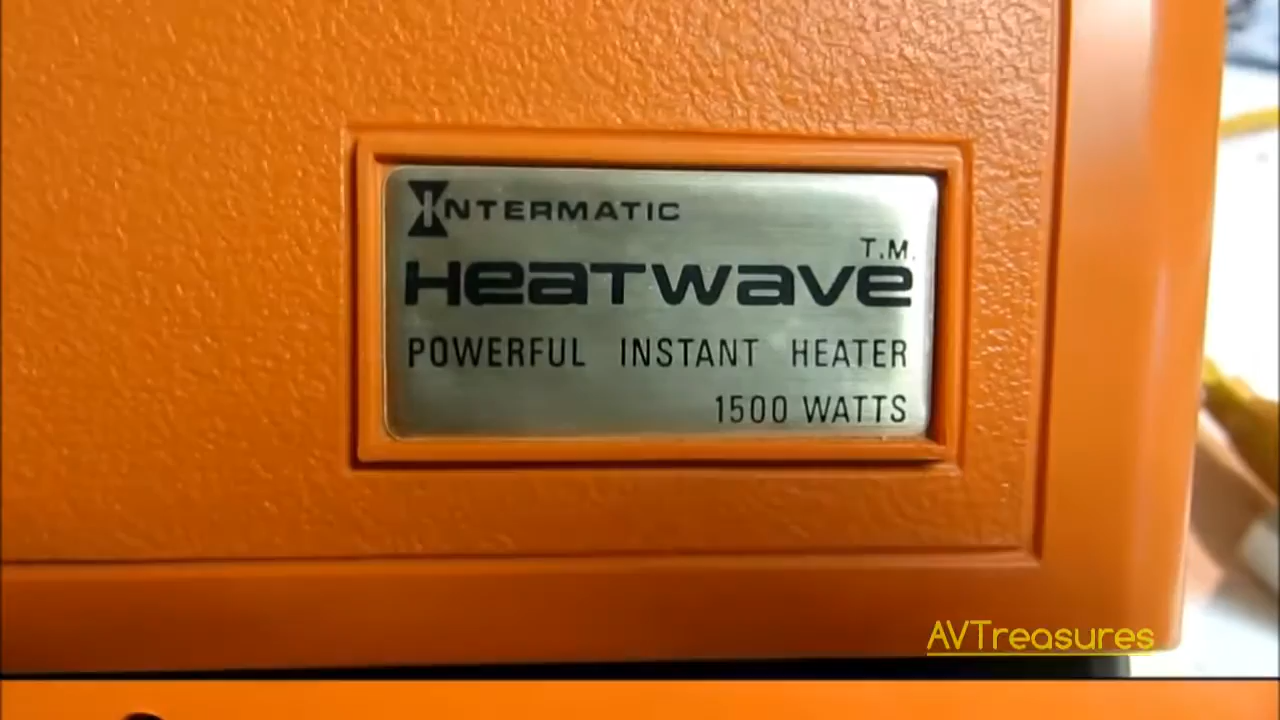 INTERMATIC
T.M.
HEATWAVE
POWERFUL INSTANT HEATER
1500 WATTS
AVTreasures